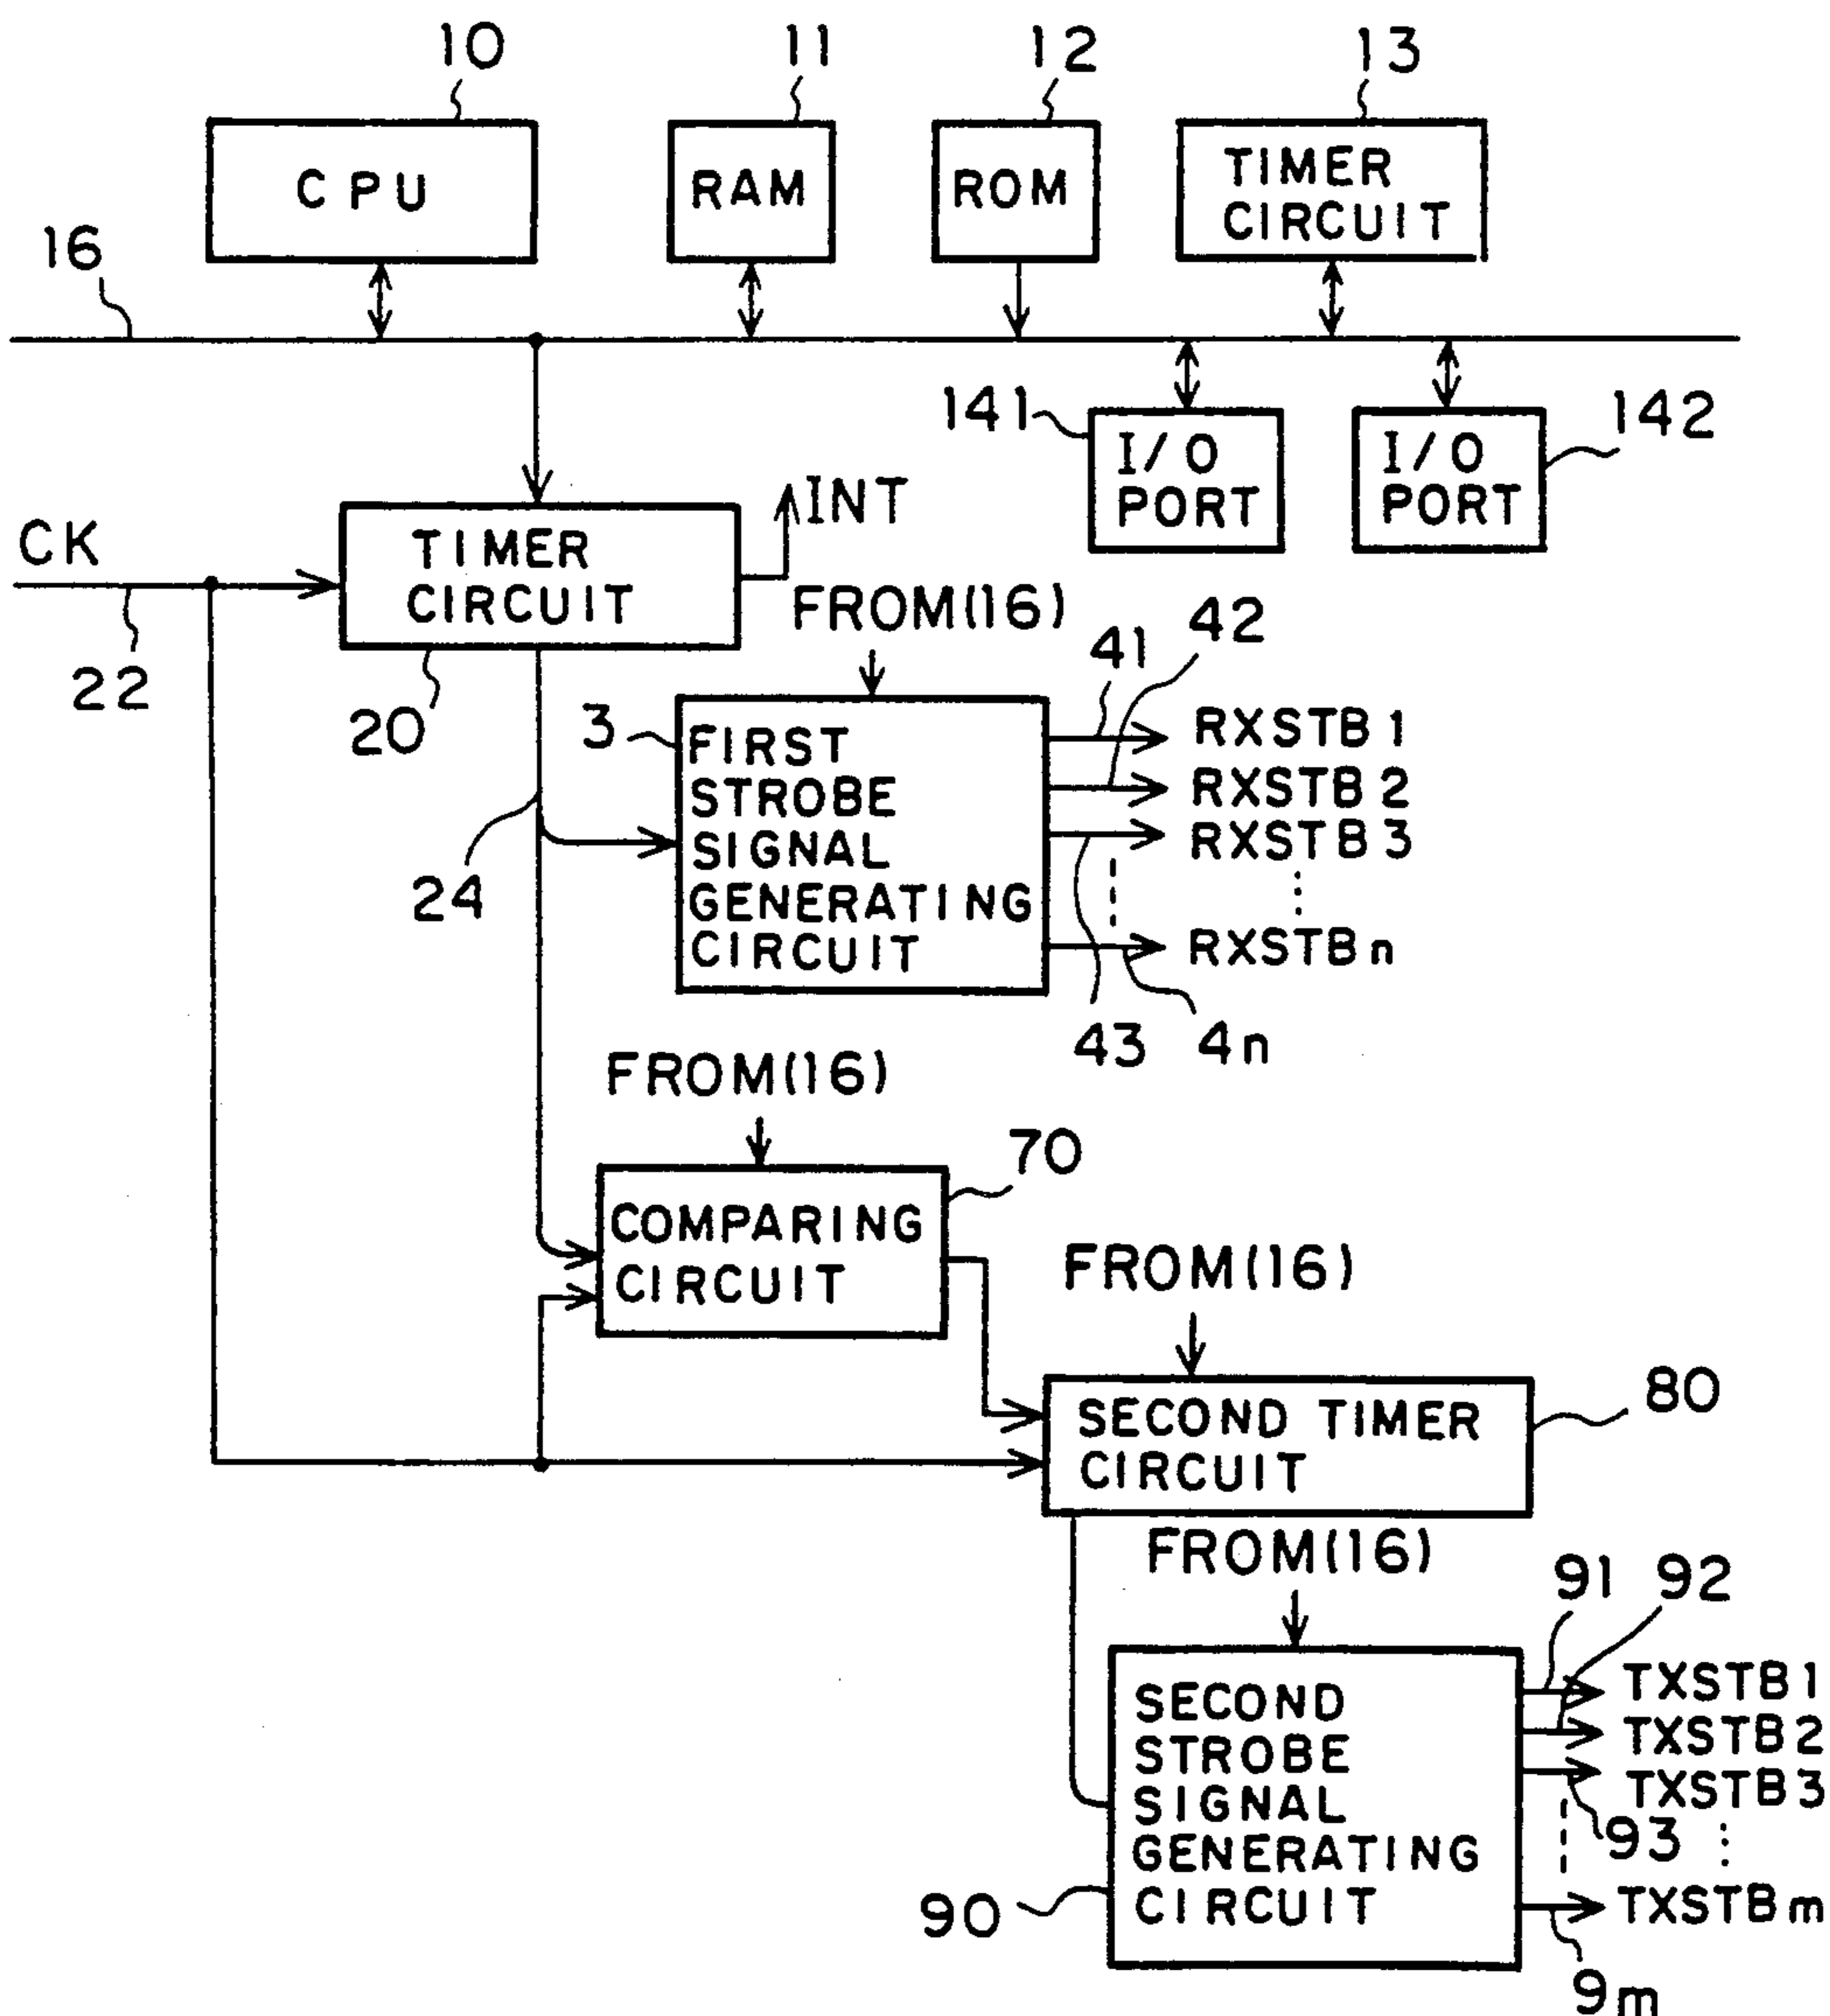 10
11
12
13
CPU
RAM
ROM
TIMER
CIRCUIT
16
141
I/O
PORT
I/O
PORT
142
INT
CK
TIMER
CIRCUIT
22
20
FROM(16)
41
42
3
FIRST
STROBE
SIGNAL
GENERATING
CIRCUIT
RXSTB1
RXSTB2
RXSTB3
⋮
RXSTBn
24
43
4n
FROM(16)
70
COMPARING
CIRCUIT
FROM(16)
80
SECOND TIMER
CIRCUIT
FROM(16)
91
92
SECOND
STROBE
SIGNAL
GENERATING
CIRCUIT
TXSTB1
TXSTB2
TXSTB3
93
⋮
TXSTBm
90
9m